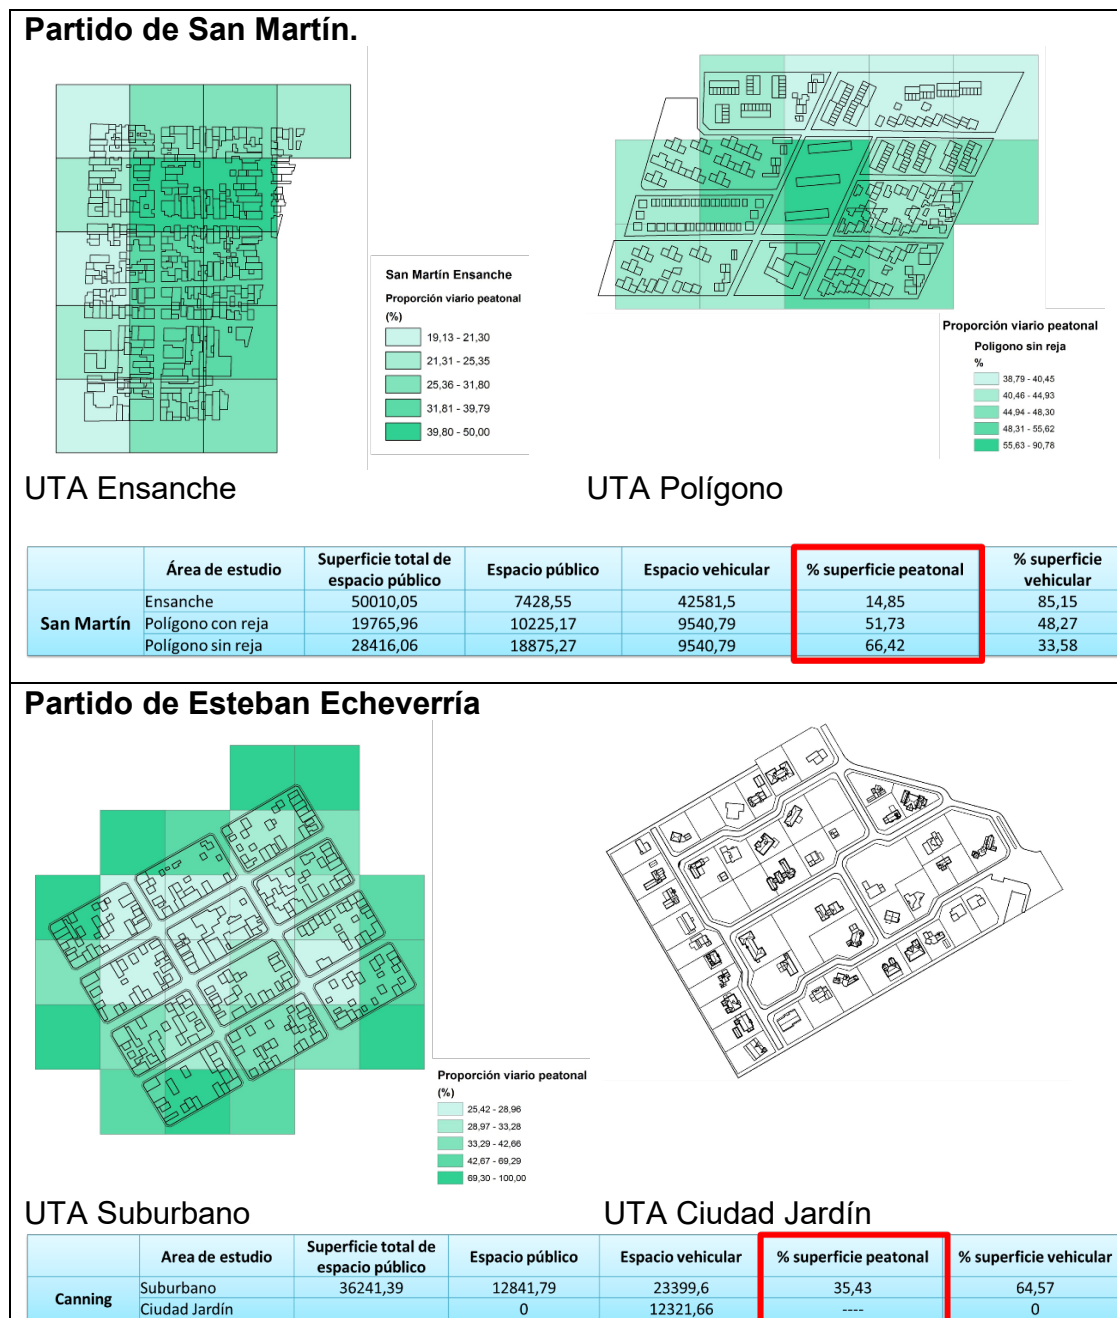 Partido de San Martín.
San Martín Ensanche
Proporción viario peatonal
(%)
19,13 - 21,30
21,31 - 25,35
25,36 - 31,80
31,81 - 39,79
39,80 - 50,00
Proporción viario peatonal
Poligono sin reja
%
38,79 - 40,45
40,46 - 44,93
44,94 - 48,30
48,31 - 55,62
55,63 - 90,78
UTA Ensanche UTA Polígono
Área de estudio Superficie total de espacio público Espacio público Espacio vehicular % superficie peatonal % superficie vehicular
San Martín
Ensanche 50010,05 7428,55 42581,5 14,85 85,15
Polígono con reja 19765,96 10225,17 9540,79 51,73 48,27
Polígono sin reja 28416,06 18875,27 9540,79 66,42 33,58
Partido de Esteban Echeverría
Proporción viario peatonal
(%)
25,42 - 28,96
28,97 - 33,28
33,29 - 42,66
42,67 - 69,29
69,30 - 100,00
UTA Suburbano UTA Ciudad Jardín
Area de estudio Superficie total de espacio público Espacio público Espacio vehicular % superficie peatonal % superficie vehicular
Canning
Suburbano 36241,39 12841,79 23399,6 35,43 64,57
Ciudad Jardín 0 12321,66 ---- 0